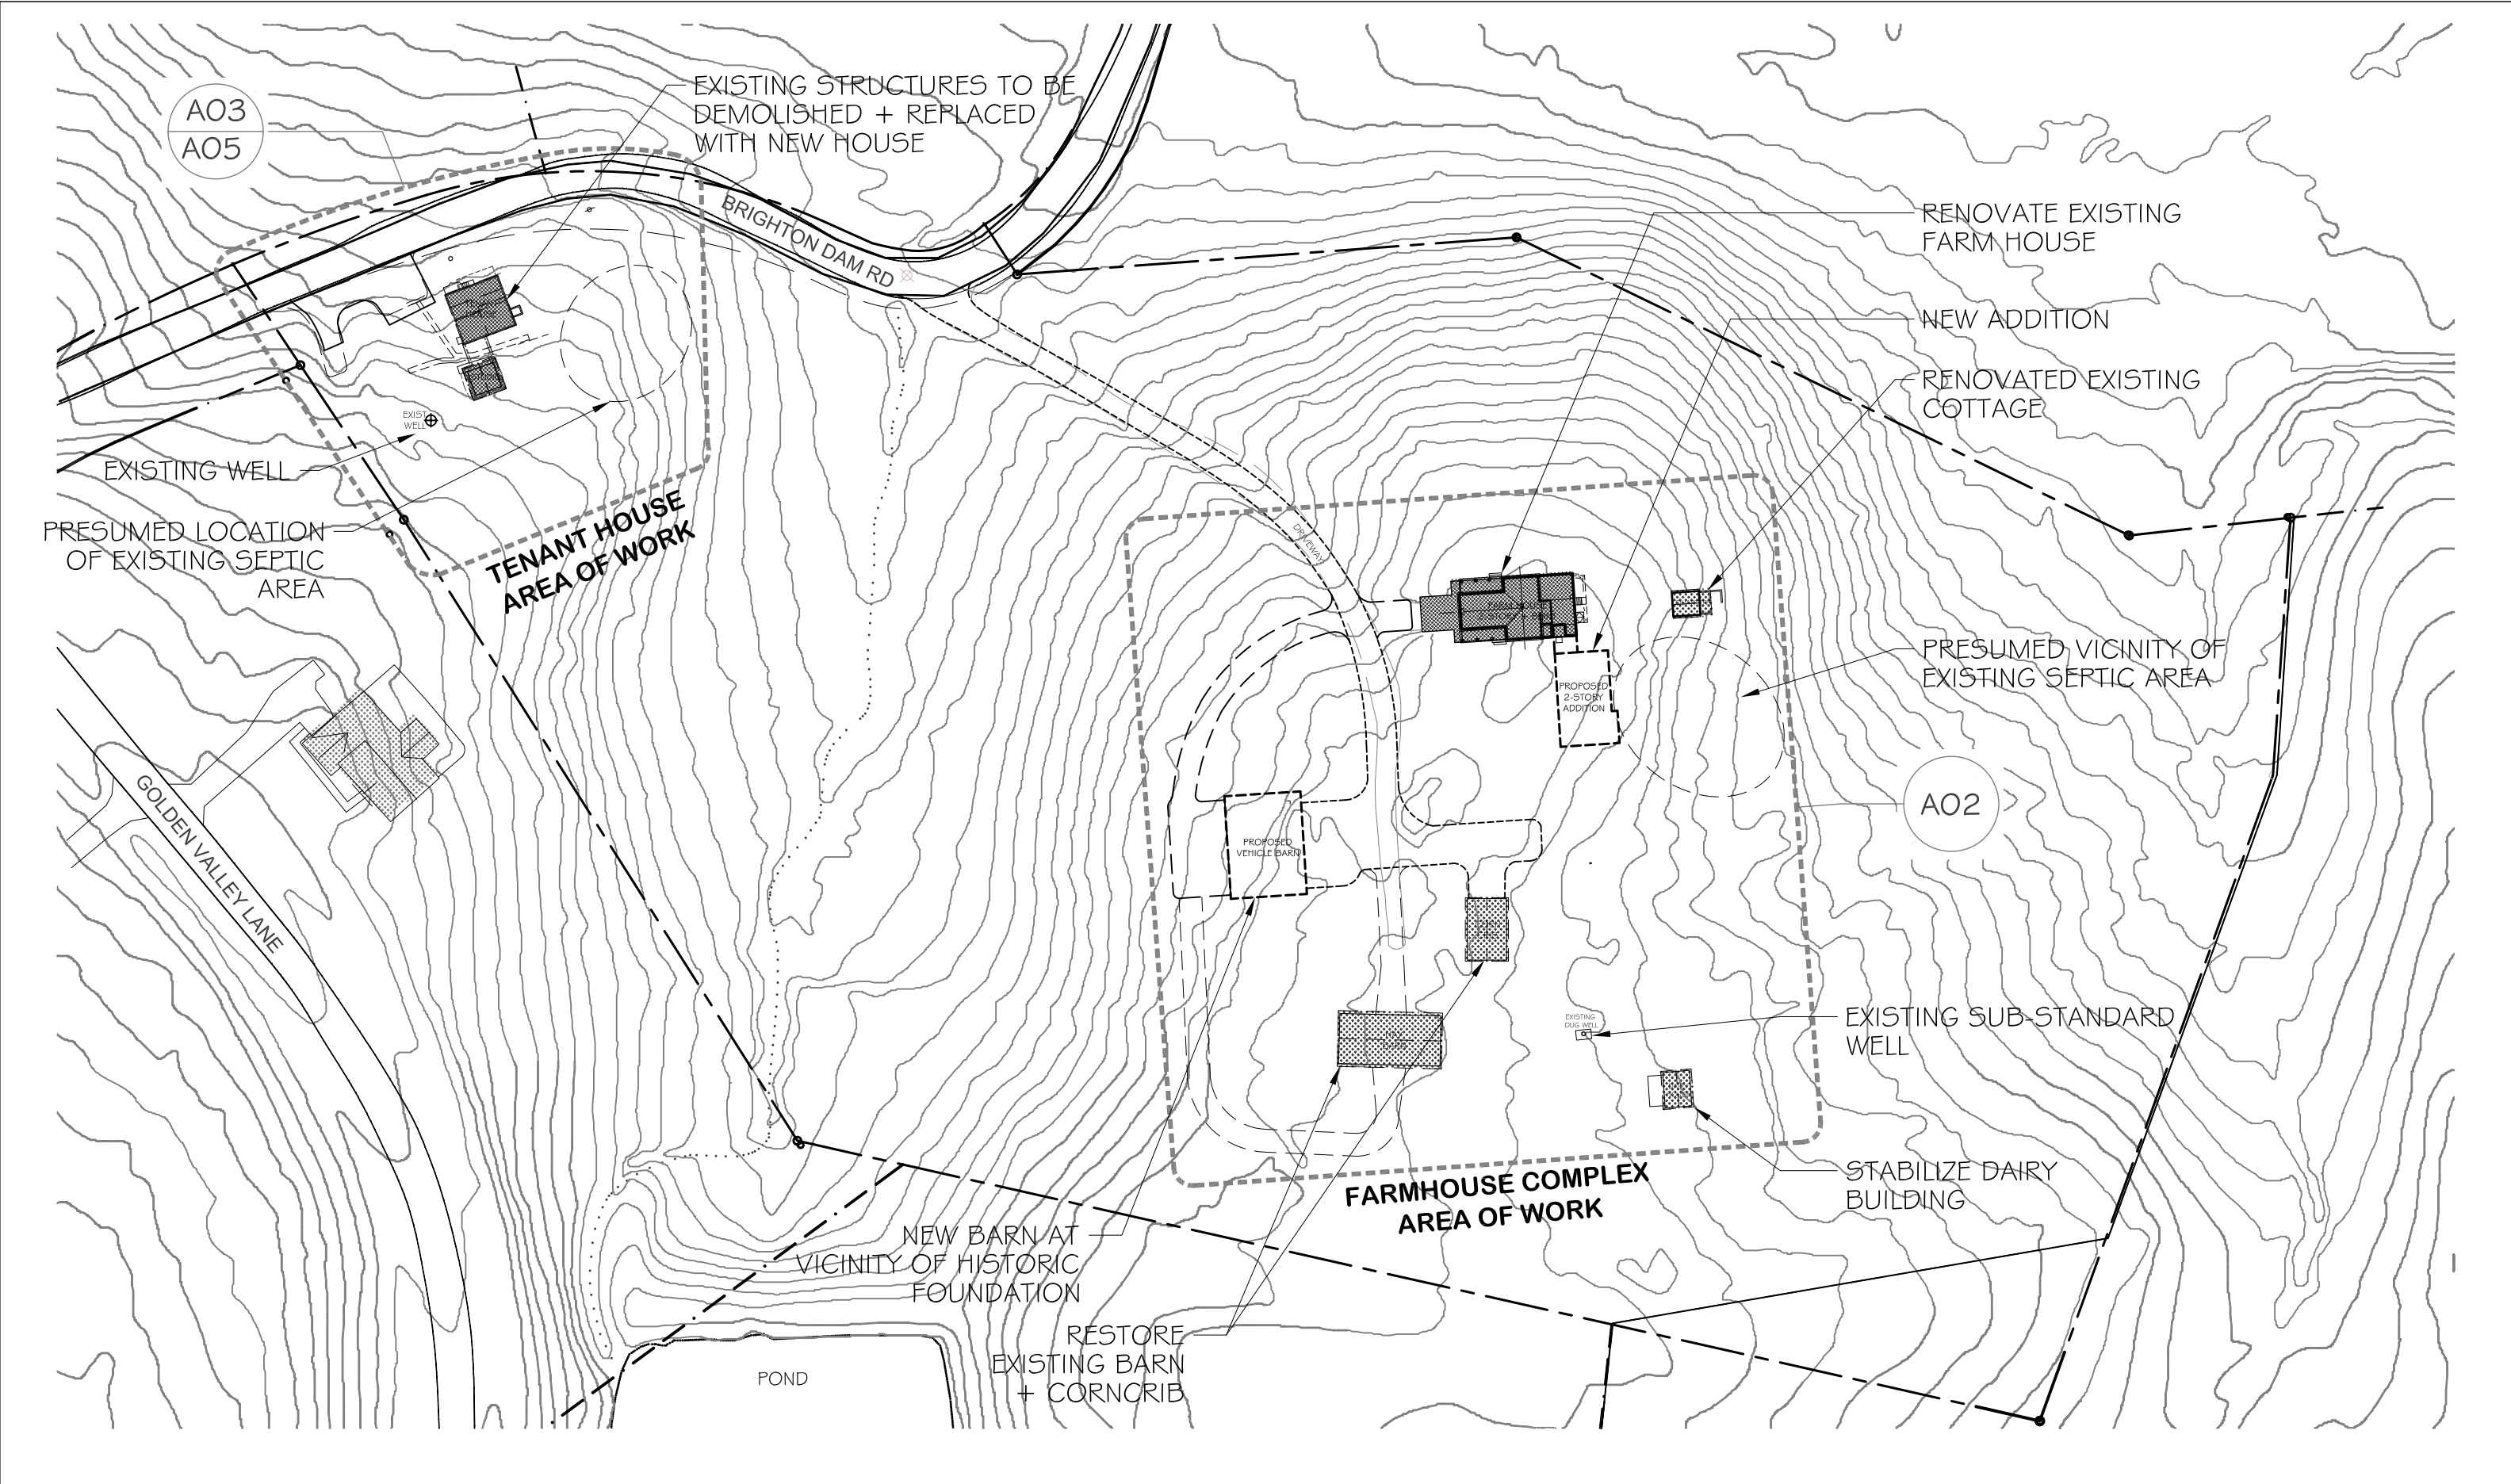 A03
A05
EXISTING STRUCTURES TO BE
DEMOLISHED + REPLACED
WITH NEW HOUSE
BRIGHTON DAM RD
RENOVATE EXISTING
FARM HOUSE
NEW ADDITION
RENOVATED EXISTING
COTTAGE
EXIST.
WELL
EXISTING WELL
PRESUMED LOCATION
OF EXISTING SEPTIC
AREA
TENANT HOUSE
AREA OF WORK
DRIVEWAY
PROPOSED
2-STORY
ADDITION
PRESUMED VICINITY OF
EXISTING SEPTIC AREA
A02
GOLDEN VALLEY LANE
PROPOSED
VEHICLE BARN
EXISTING
DUG WELL
EXISTING SUB-STANDARD
WELL
STABILIZE DAIRY
BUILDING
FARMHOUSE COMPLEX
AREA OF WORK
NEW BARN AT
VICINITY OF HISTORIC
FOUNDATION
RESTORE
EXISTING BARN
+ CORNCRIB
POND